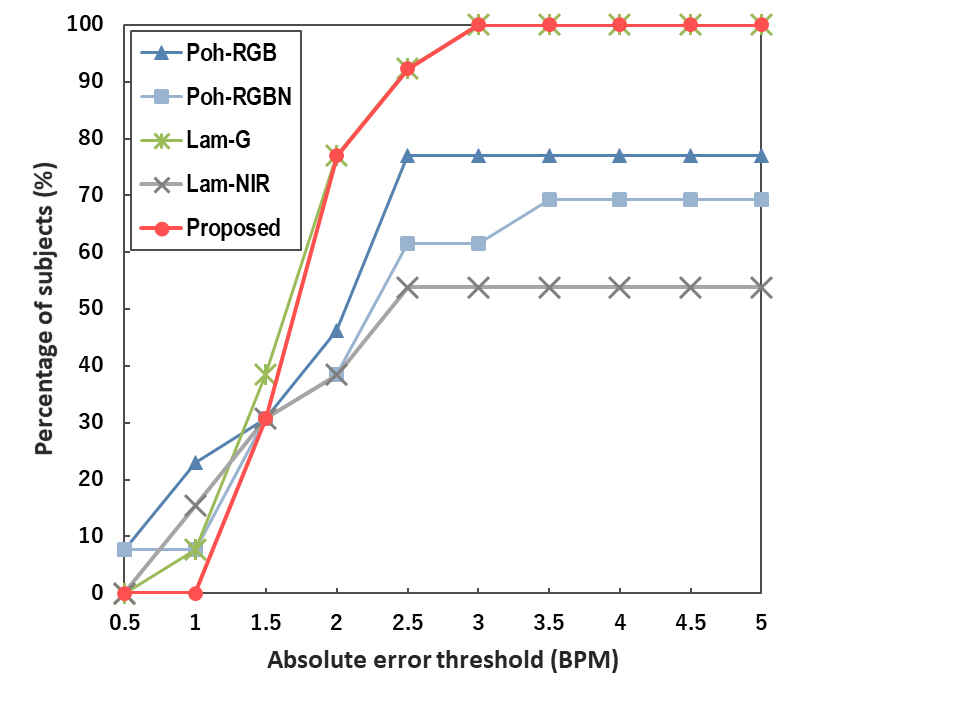 100
90
80
70
60
50
40
30
20
10
0
Percentage of subjects (%)
Poh-RGB
Poh-RGBN
Lam-G
Lam-NIR
Proposed
0.5 1 1.5 2 2.5 3 3.5 4 4.5 5
Absolute error threshold (BPM)